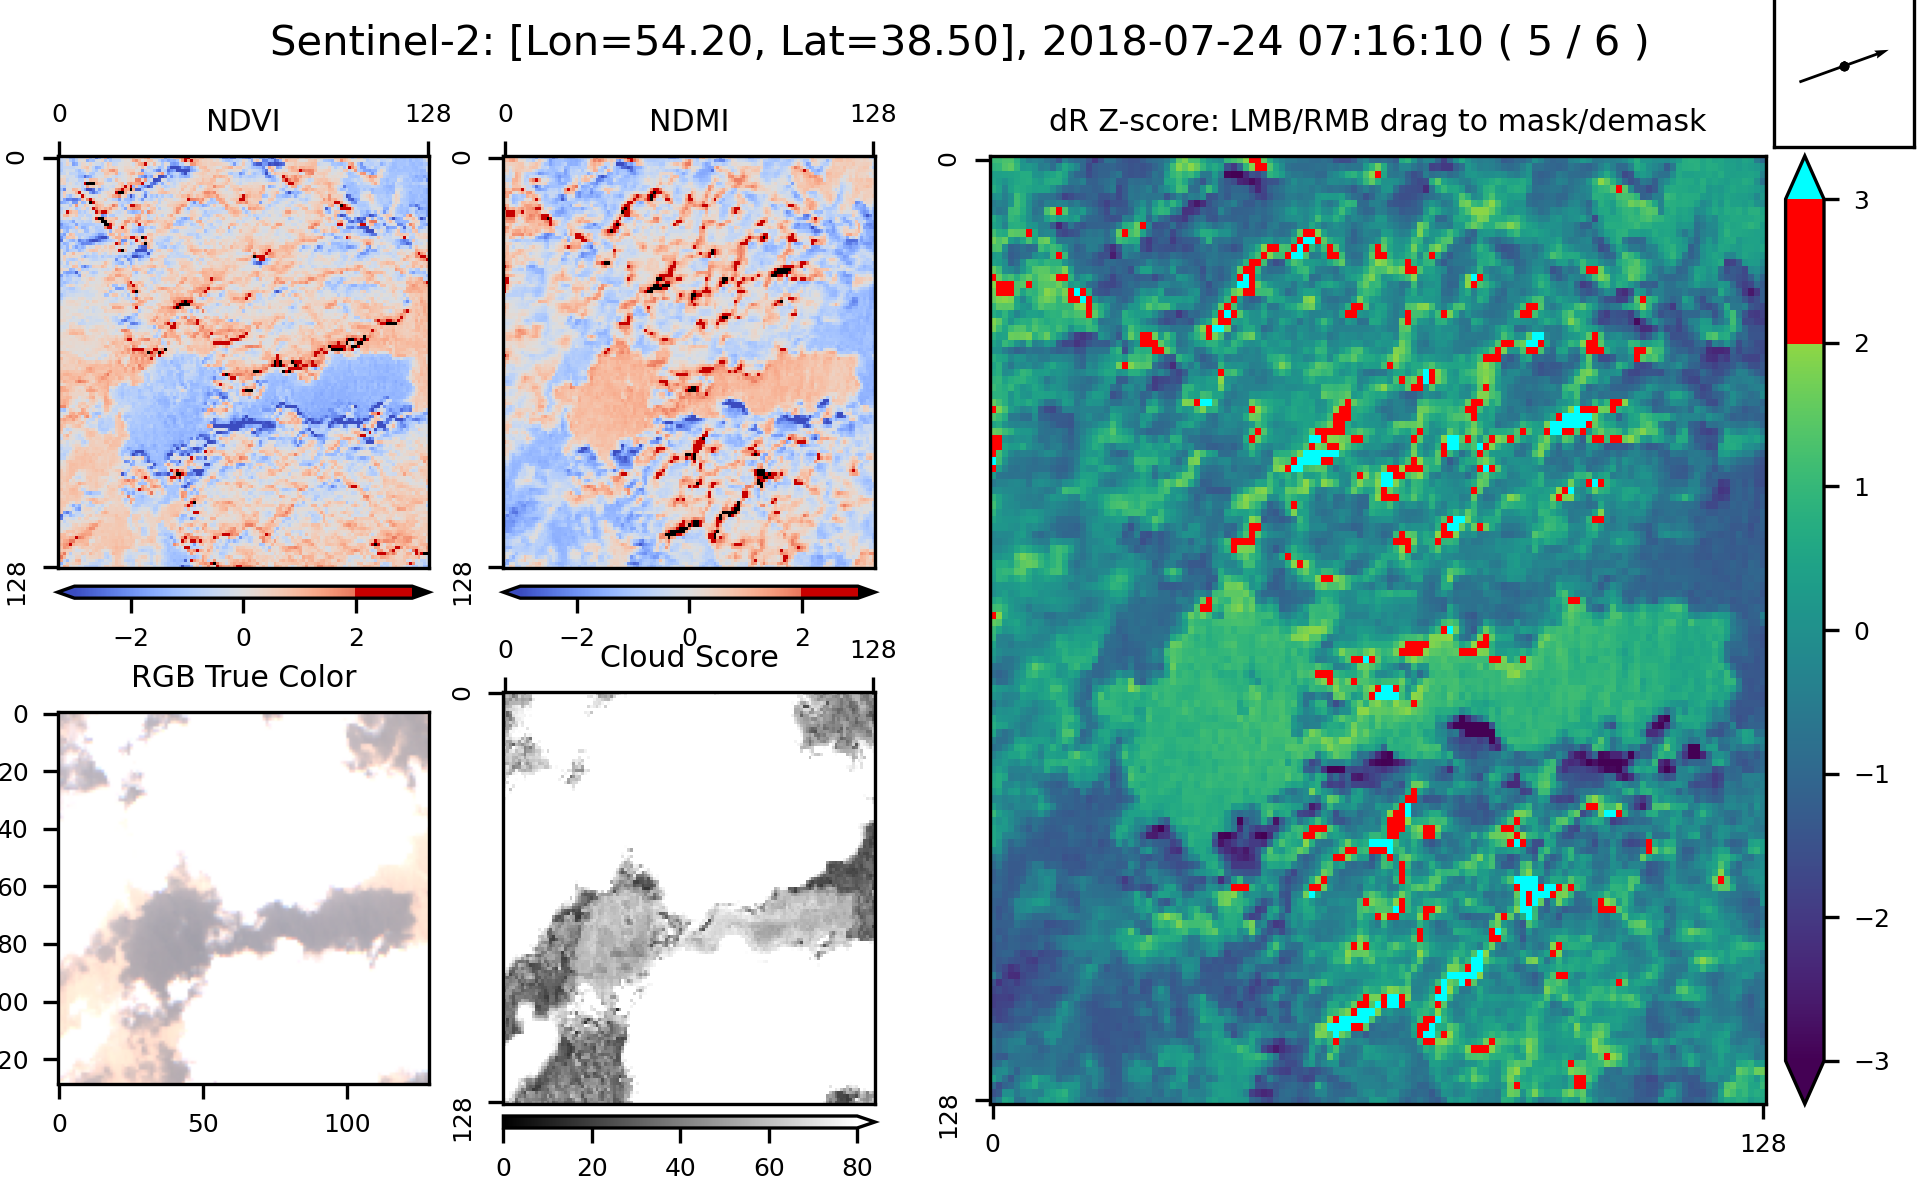 Sentinel-2: [Lon=54.20, Lat=38.50], 2018-07-24 07:16:10 ( 5 / 6 )
NDVI
0 128
0
128
−2 0 2
NDMI
0 128
0
128
−2 0 2
dR Z-score: LMB/RMB drag to mask/demask
0
128
0 128
3
2
1
0
−1
−2
−3
RGB True Color
0
20
40
60
80
00
20
0 50 100
Cloud Score
0 128
0
128
0 20 40 60 80